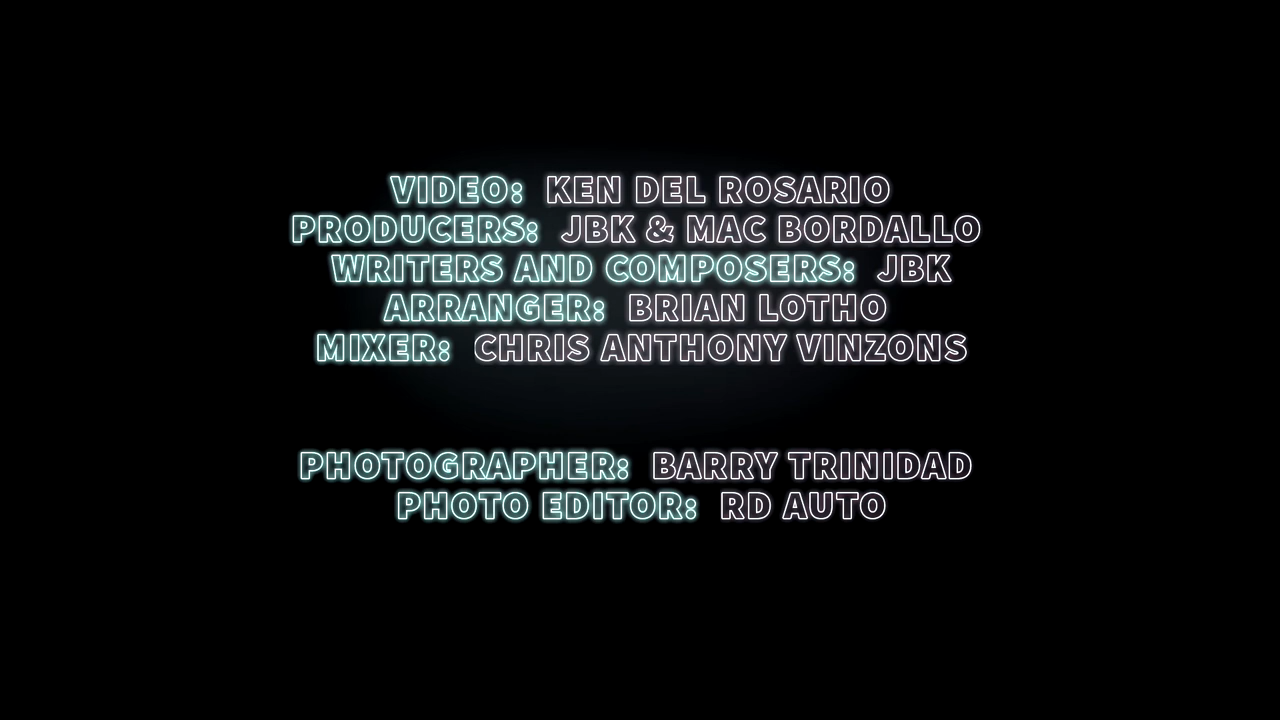 VIDEO: KEN DEL ROSARIO
PRODUCERS: JBK & MAC BORDALLO
WRITERS AND COMPOSERS: JBK
ARRANGER: BRIAN LOTHO
MIXER: CHRIS ANTHONY VINZONS
PHOTOGRAPHER: BARRY TRINIDAD
PHOTO EDITOR: RD AUTO